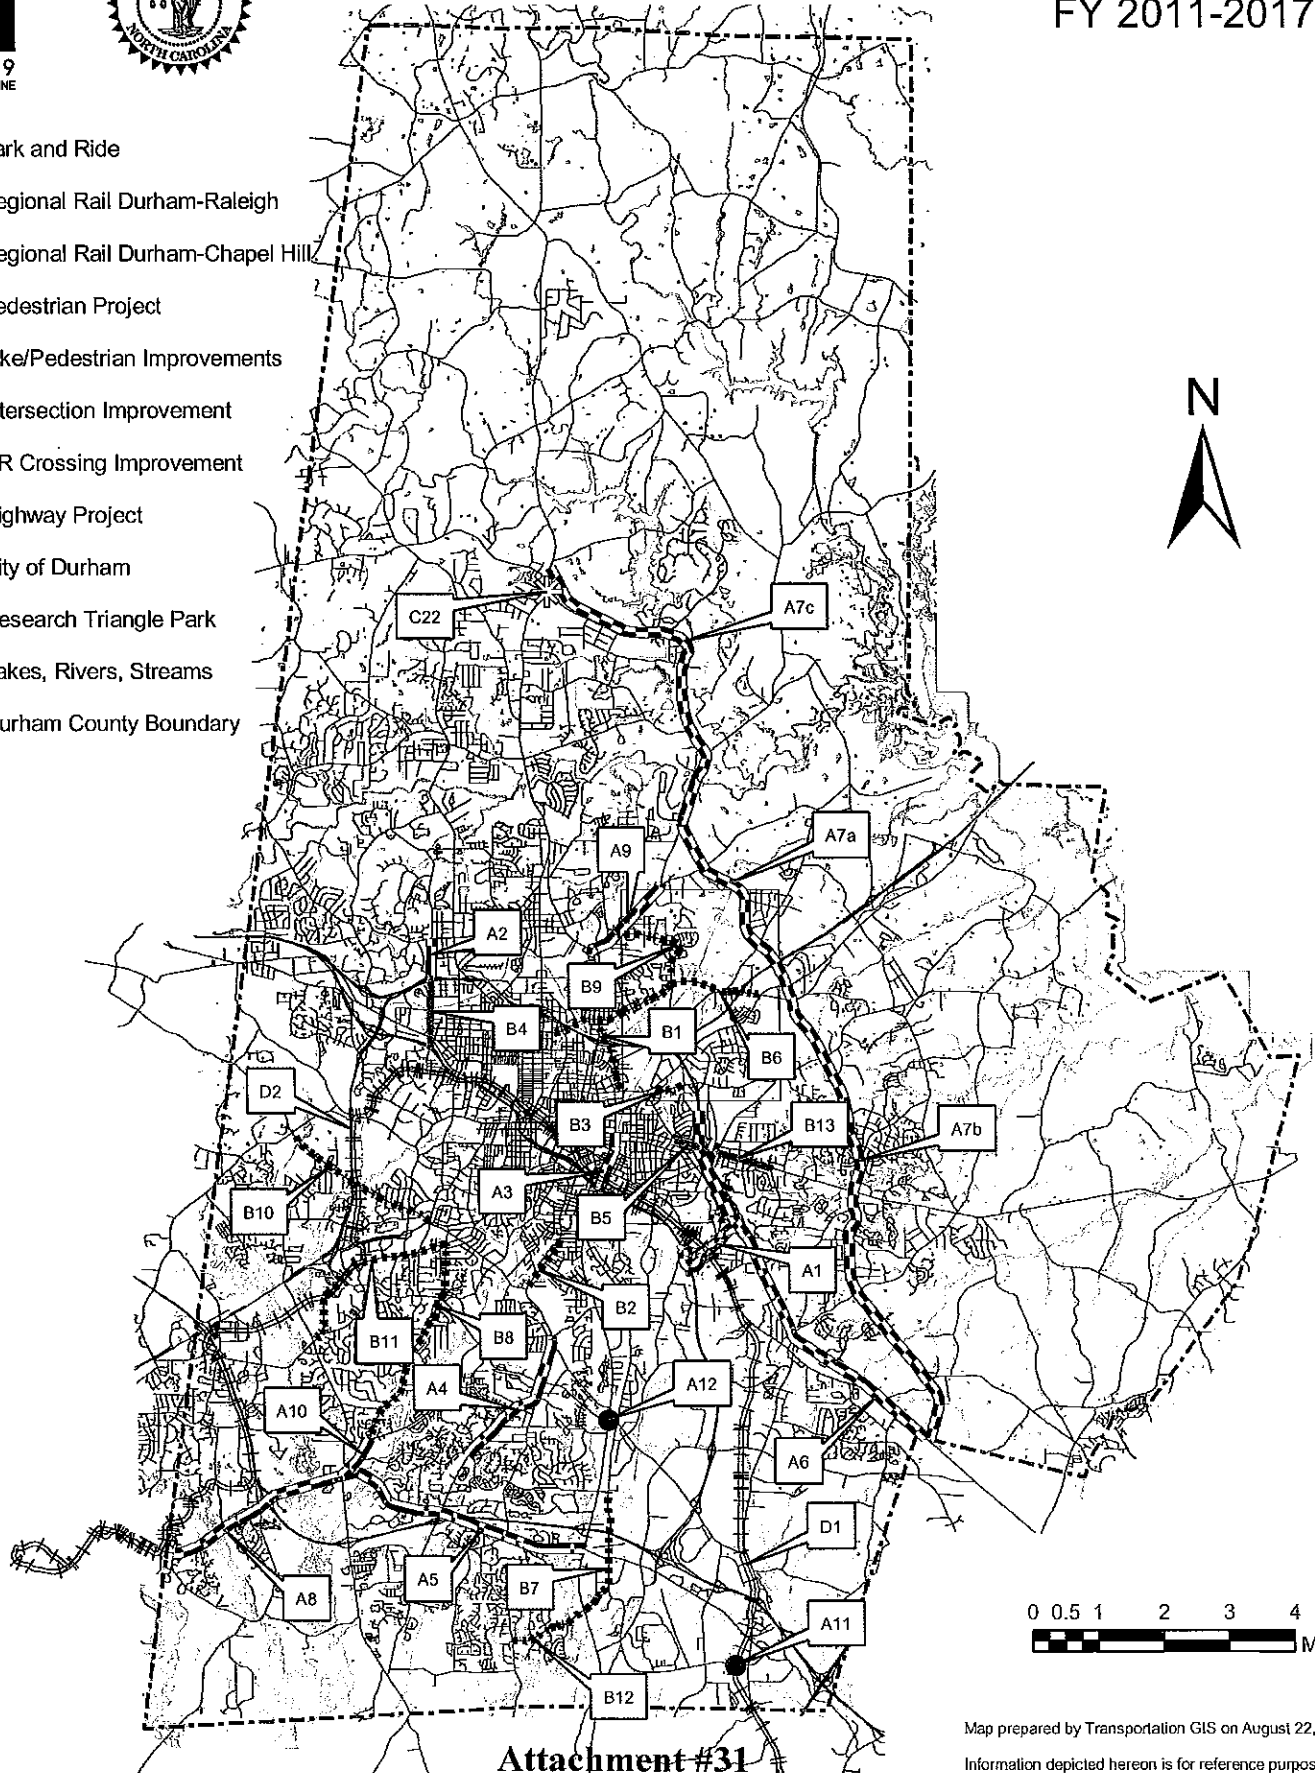 FY 2011-2017
NORTH CAROLINA
9
NE
ark and Ride
egional Rail Durham-Raleigh
egional Rail Durham-Chapel Hill
edestrian Project
ke/Pedestrian Improvements
ntersection Improvement
R Crossing Improvement
ighway Project
ity of Durham
esearch Triangle Park
akes, Rivers, Streams
urham County Boundary
N
C22
A7c
A7a
A9
A2
B9
B4
B1
B6
D2
B3
B13
A7b
A3
B10
B5
A1
B2
B11
B8
A4
A12
A10
A6
D1
A5
B7
A8
A11
B12
0 0.5 1 2 3 4
M
Map prepared by Transportation GIS on August 22,
Attachment #31
Information depicted hereon is for reference purpos